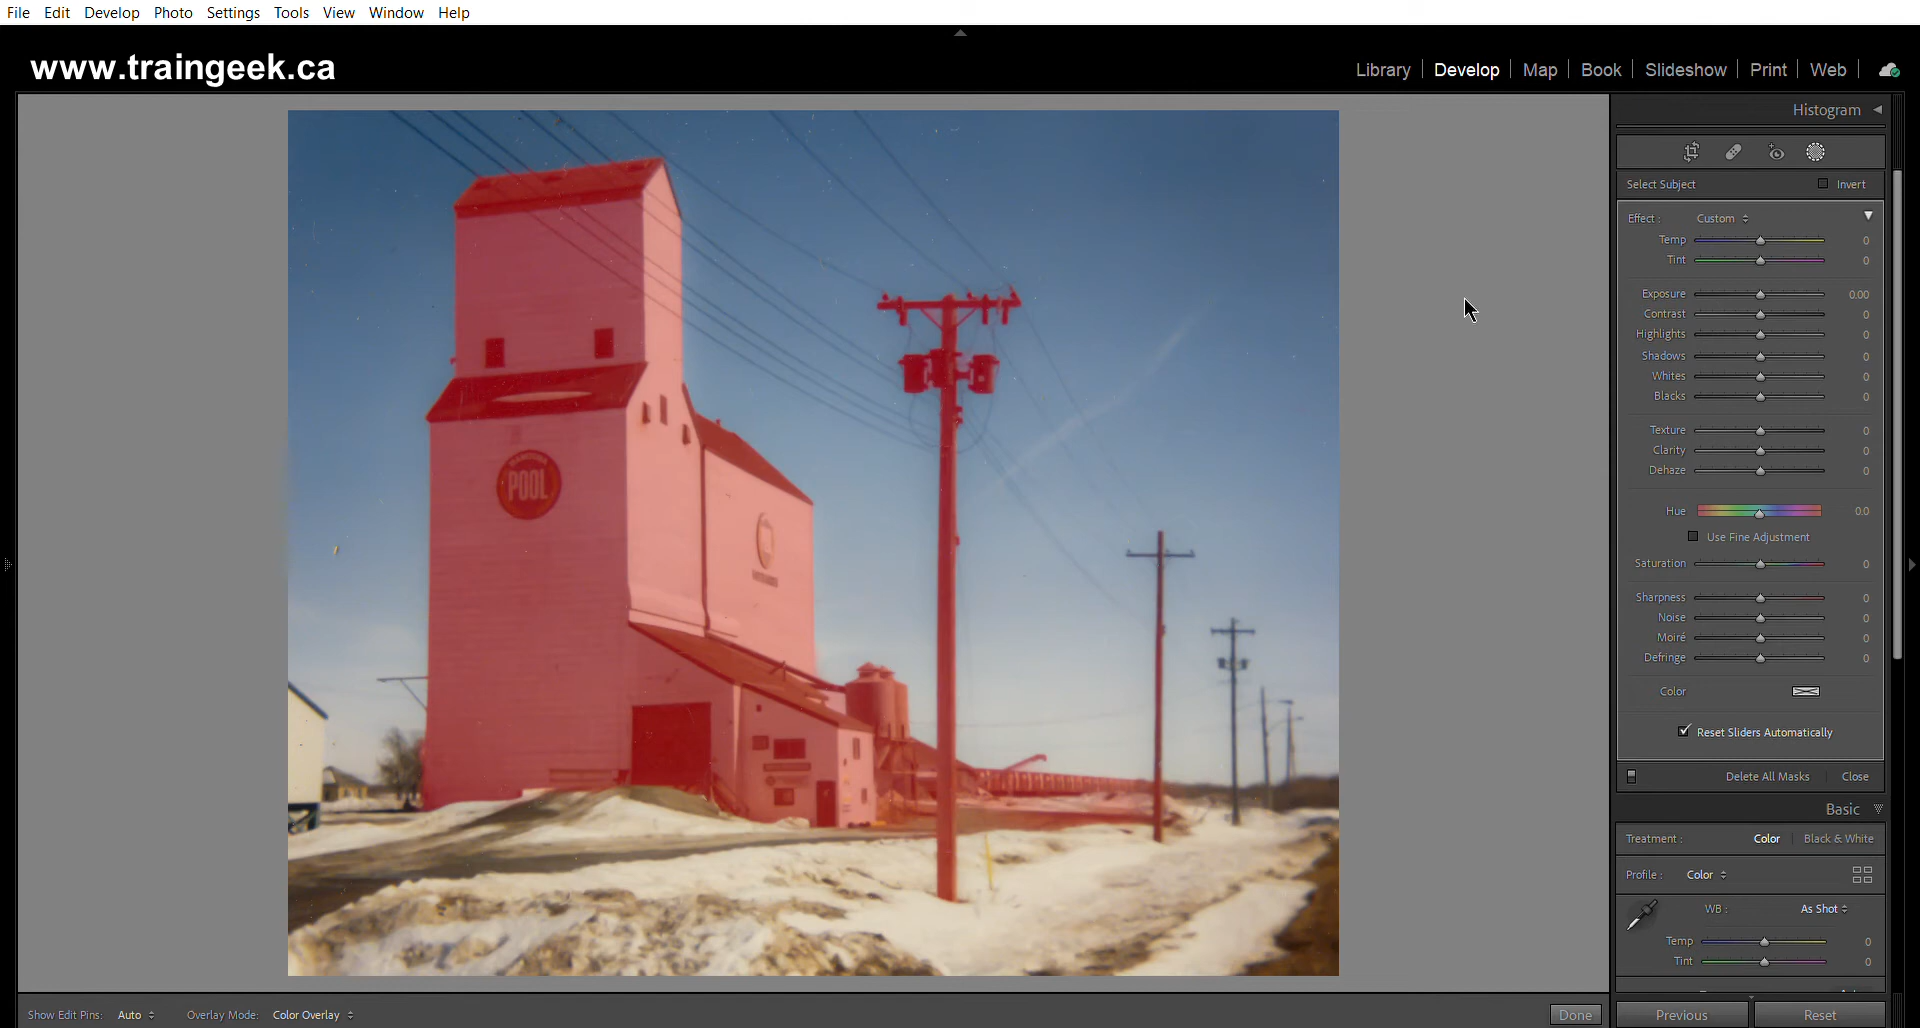 File Edit Develop Photo Settings Tools View Window Help
www.traingeek.ca
Library Develop Map Book Slideshow Print Web
Histogram
Select Subject Invert
Effect : Custom
Temp 0
Tint 0
Exposure 0.00
Contrast 0
Highlights 0
Shadows 0
Whites 0
Blacks 0
Texture 0
Clarity 0
Dehaze 0
Hue 0.0
Use Fine Adjustment
Saturation 0
Sharpness 0
Noise 0
Moiré 0
Defringe 0
Color
Reset Sliders Automatically
Delete All Masks Close
Basic
Treatment : Color Black & White
Profile : Color
WB : As Shot
Temp 0
Tint 0
Previous Reset
MANITOBA
POOL
Show Edit Pins: Auto Overlay Mode: Color Overlay Done